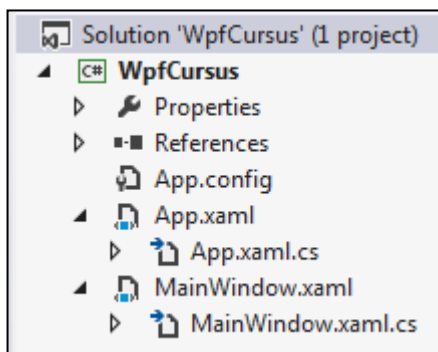 Solution 'WpfCursus' (1 project)
C# WpfCursus
Properties
References
App.config
App.xaml
App.xaml.cs
MainWindow.xaml
MainWindow.xaml.cs